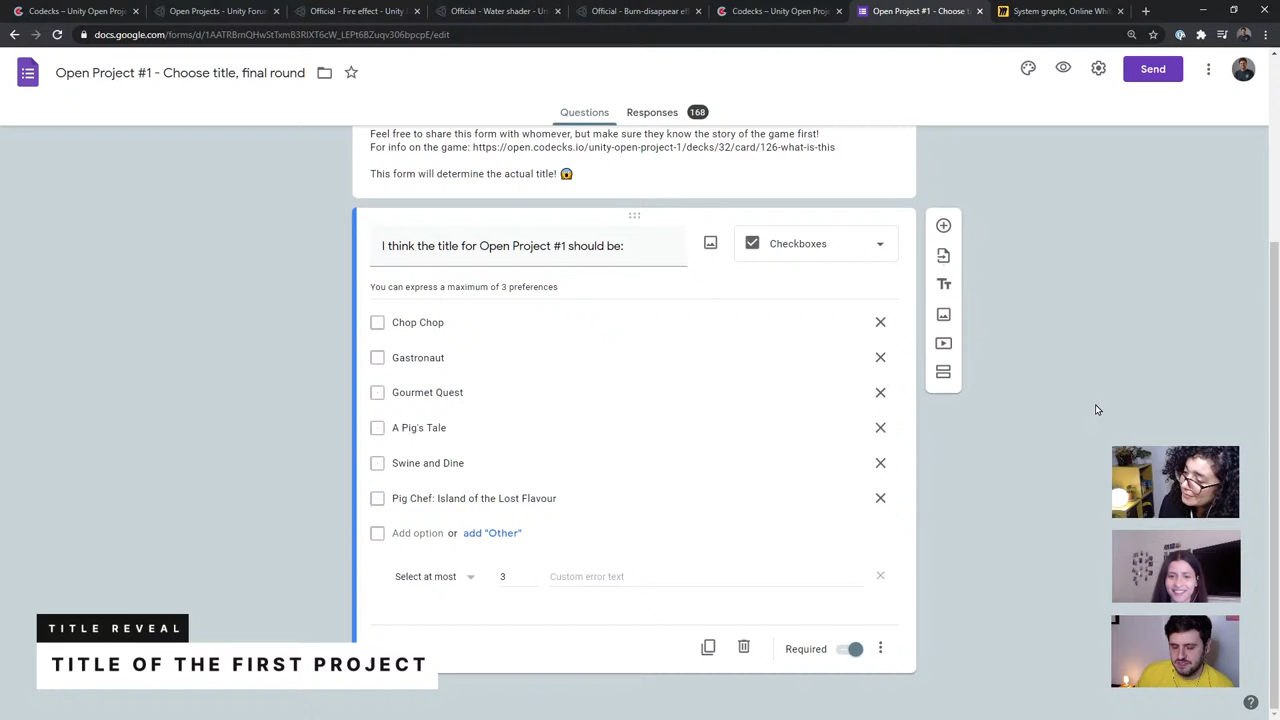 Codecks – Unity Open Proj
Open Projects - Unity Foru
Official – Fire effect - Unity
Official – Water shader - Un
Official – Burn-disappear ef
Codecks – Unity Open Proj
Open Project #1 - Choose t
System graphs, Online Whi
docs.google.com/forms/d/1AATRBrnQHwStTxmB3RIXT6cW_LEPt6BZuqv306bpcpE/edit
Open Project #1 - Choose title, final round
Send
Questions
Responses 168
Feel free to share this form with whomever, but make sure they know the story of the game first!
For info on the game: https://open.codecks.io/unity-open-project-1/decks/32/card/126-what-is-this
This form will determine the actual title! 😱
I think the title for Open Project #1 should be:
Checkboxes
You can express a maximum of 3 preferences
Chop Chop
Gastronaut
Gourmet Quest
A Pig's Tale
Swine and Dine
Pig Chef: Island of the Lost Flavour
Add option or add "Other"
Select at most 3 Custom error text
Required
TITLE REVEAL
TITLE OF THE FIRST PROJECT